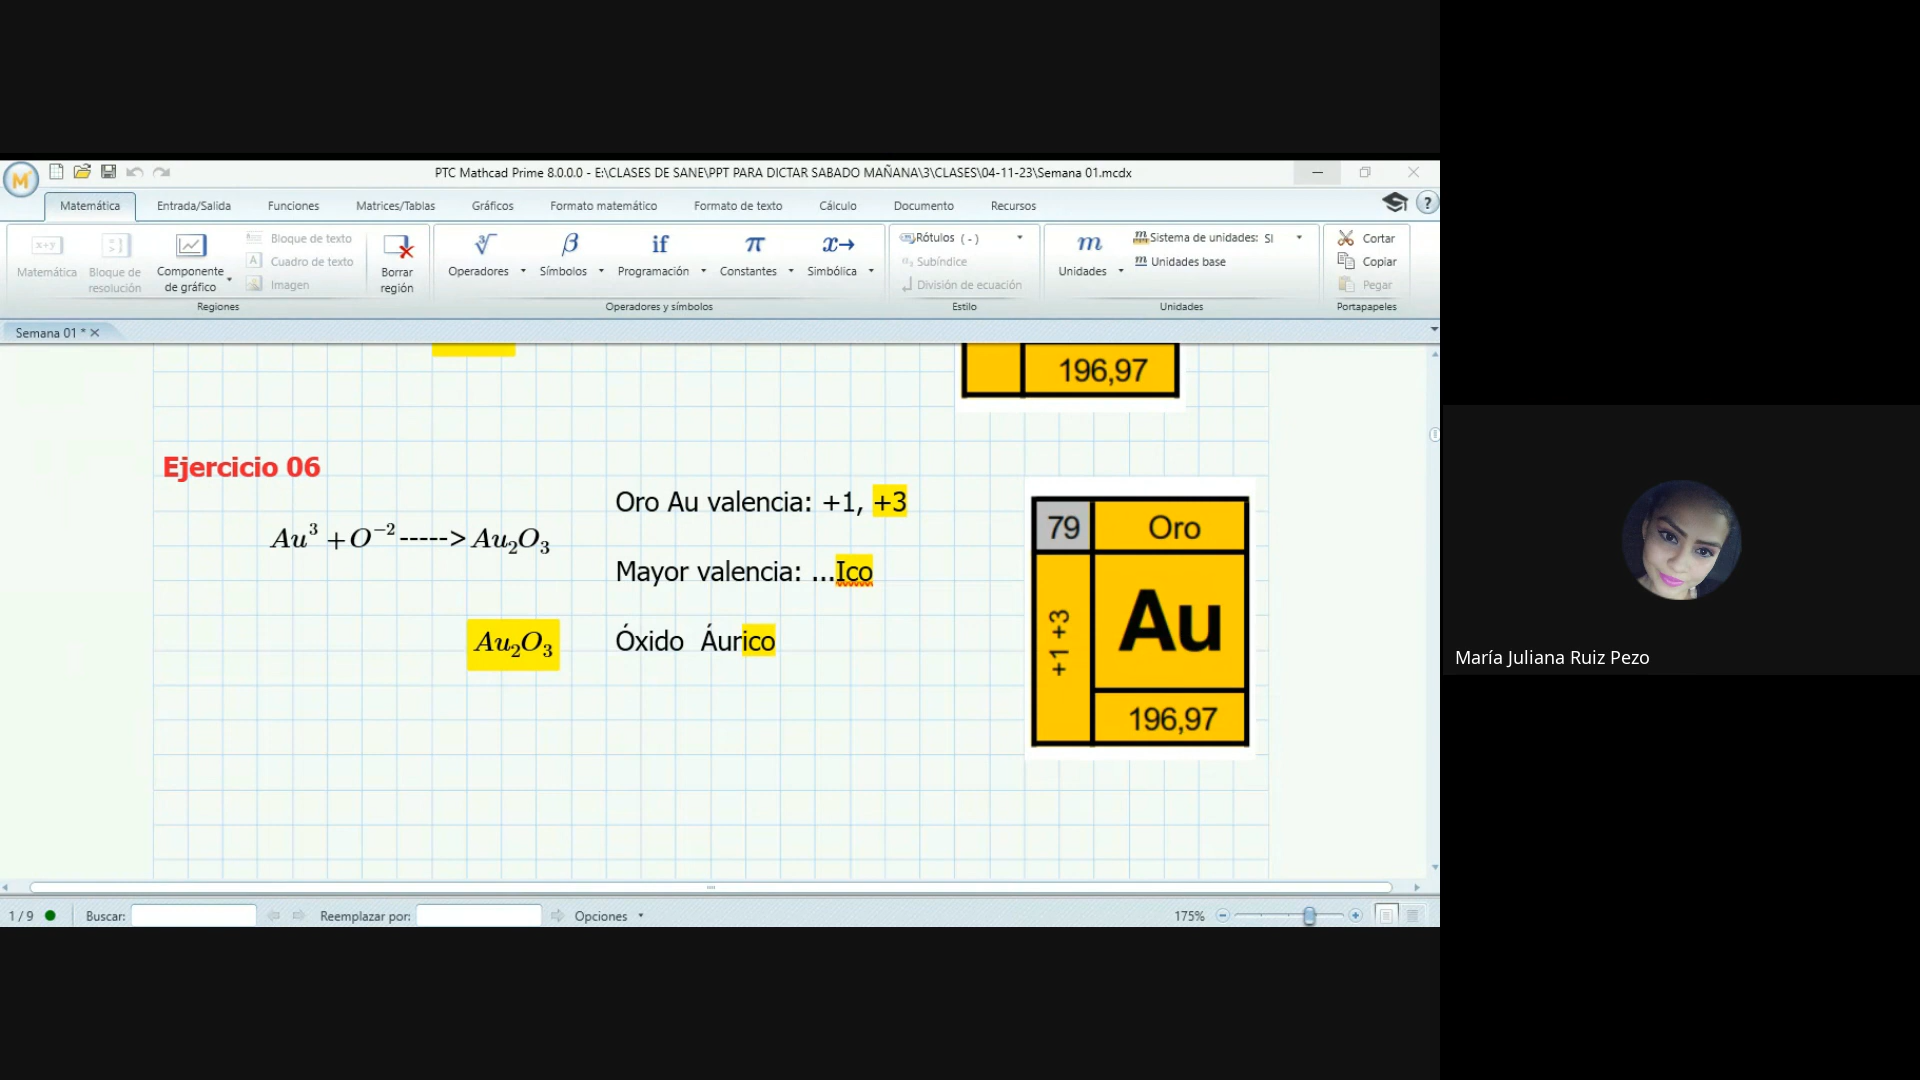 PTC Mathcad Prime 8.0.0.0 - E:\CLASES DE SANE\PPT PARA DICTAR SABADO MAÑANA\3\CLASES\04-11-23\Semana 01.mcdx
Matemática Entrada/Salida Funciones Matrices/Tablas Gráficos Formato matemático Formato de texto Cálculo Documento Recursos
Matemática
Bloque de resolución
Componente de gráfico
Bloque de texto
Cuadro de texto
Imagen
Borrar región
Regiones
Operadores
Símbolos
if
Programación
π
Constantes
Simbólica
Operadores y símbolos
Rótulos ( - )
Subíndice
División de ecuación
Estilo
m
Unidades
Sistema de unidades: SI
Unidades base
Unidades
Cortar
Copiar
Pegar
Portapapeles
Semana 01 *
196,97
Ejercicio 06
Au³ + O⁻² -----> Au₂O₃
Au₂O₃
Oro Au valencia: +1, +3
Mayor valencia: ...Ico
Óxido Áurico
79
Oro
+1 +3
Au
196,97
1 / 9
Buscar:
Reemplazar por:
Opciones
175%
María Juliana Ruiz Pezo